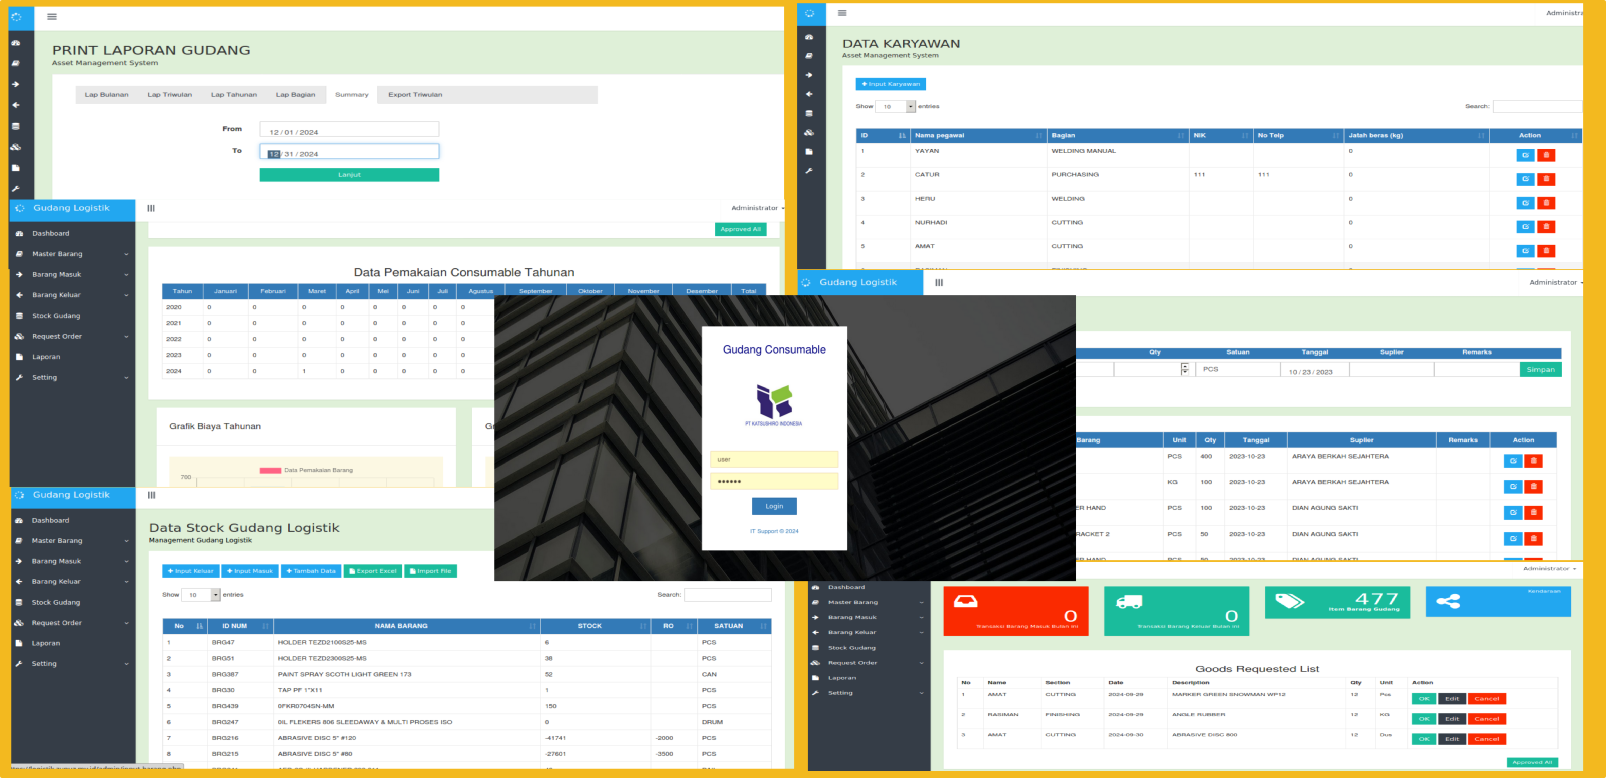 PRINT LAPORAN GUDANG
Asset Management System
Lap Bulanan Lap Triwulan Lap Tahunan Lap Bagian Summary Export Triwulan
From 12/01/2024
To 12/31/2024
Lanjut
Administrator
DATA KARYAWAN
Asset Management System
+ Input Karyawan
Show 10 entries
Search:
ID Nama pegawai Bagian NIK No Telp Jatah beras (kg) Action
1 YAYAN WELDING MANUAL 0
2 CATUR PURCHASING 111 111 0
3 HERU WELDING 0
4 NURHADI CUTTING 0
5 AMAT CUTTING 0
Gudang Logistik
Administrator
Dashboard
Master Barang
Barang Masuk
Barang Keluar
Stock Gudang
Request Order
Laporan
Setting
Approved All
Data Pemakaian Consumable Tahunan
Tahun Januari Februari Maret April Mei Juni Juli Agustus September Oktober November Desember Total
2020 0 0 0 0 0 0 0 0
2021 0 0 0 0 0 0 0 0
2022 0 0 0 0 0 0 0 0
2023 0 0 0 0 0 0 0 0
2024 0 0 1 0 0 0 0 0
Grafik Biaya Tahunan
Data Pemakaian Barang
700
Gudang Consumable
PT KATSUSHIRO INDONESIA
user
••••••
Login
IT Support © 2024
Gudang Logistik
Administrator
Qty Satuan Tanggal Suplier Remarks
PCS 10/23/2023 Simpan
Barang Unit Qty Tanggal Suplier Remarks Action
PCS 400 2023-10-23 ARAYA BERKAH SEJAHTERA
KG 100 2023-10-23 ARAYA BERKAH SEJAHTERA
ER HAND PCS 100 2023-10-23 DIAN AGUNG SAKTI
RACKET 2 PCS 50 2023-10-23 DIAN AGUNG SAKTI
ER HAND PCS 50 2023-10-23 DIAN AGUNG SAKTI
Gudang Logistik
Dashboard
Master Barang
Barang Masuk
Barang Keluar
Stock Gudang
Request Order
Laporan
Setting
Data Stock Gudang Logistik
Management Gudang Logistik
+ Input Keluar + Input Masuk + Tambah Data Export Excel Import File
Show 10 entries
Search:
No ID NUM NAMA BARANG STOCK RO SATUAN
1 BRG47 HOLDER TEZD2100S25-MS 6 PCS
2 BRG51 HOLDER TEZD2300S25-MS 38 PCS
3 BRG387 PAINT SPRAY SCOTH LIGHT GREEN 173 52 CAN
4 BRG30 TAP PF 1"X11 1 PCS
5 BRG439 0FKR0704SN-MM 150 PCS
6 BRG247 0IL FLEKERS 806 SLEEDAWAY & MULTI PROSES ISO 0 DRUM
7 BRG216 ABRASIVE DISC 5" #120 -41741 -2000 PCS
8 BRG215 ABRASIVE DISC 5" #80 -27601 -3500 PCS
Administrator
Dashboard
Master Barang
Barang Masuk
Barang Keluar
Stock Gudang
Request Order
Laporan
Setting
0
Transaksi Barang Masuk Bulan Ini
0
Transaksi Barang Keluar Bulan Ini
477
Item Barang Gudang
Kendaraan
Goods Requested List
No Name Section Date Description Qty Unit Action
1 AMAT CUTTING 2024-09-29 MARKER GREEN SNOWMAN WP12 12 Pcs OK Edit Cancel
2 RASIMAN FINISHING 2024-09-29 ANGLE RUBBER 12 KG OK Edit Cancel
3 AMAT CUTTING 2024-09-30 ABRASIVE DISC 800 12 Dus OK Edit Cancel
Approved All